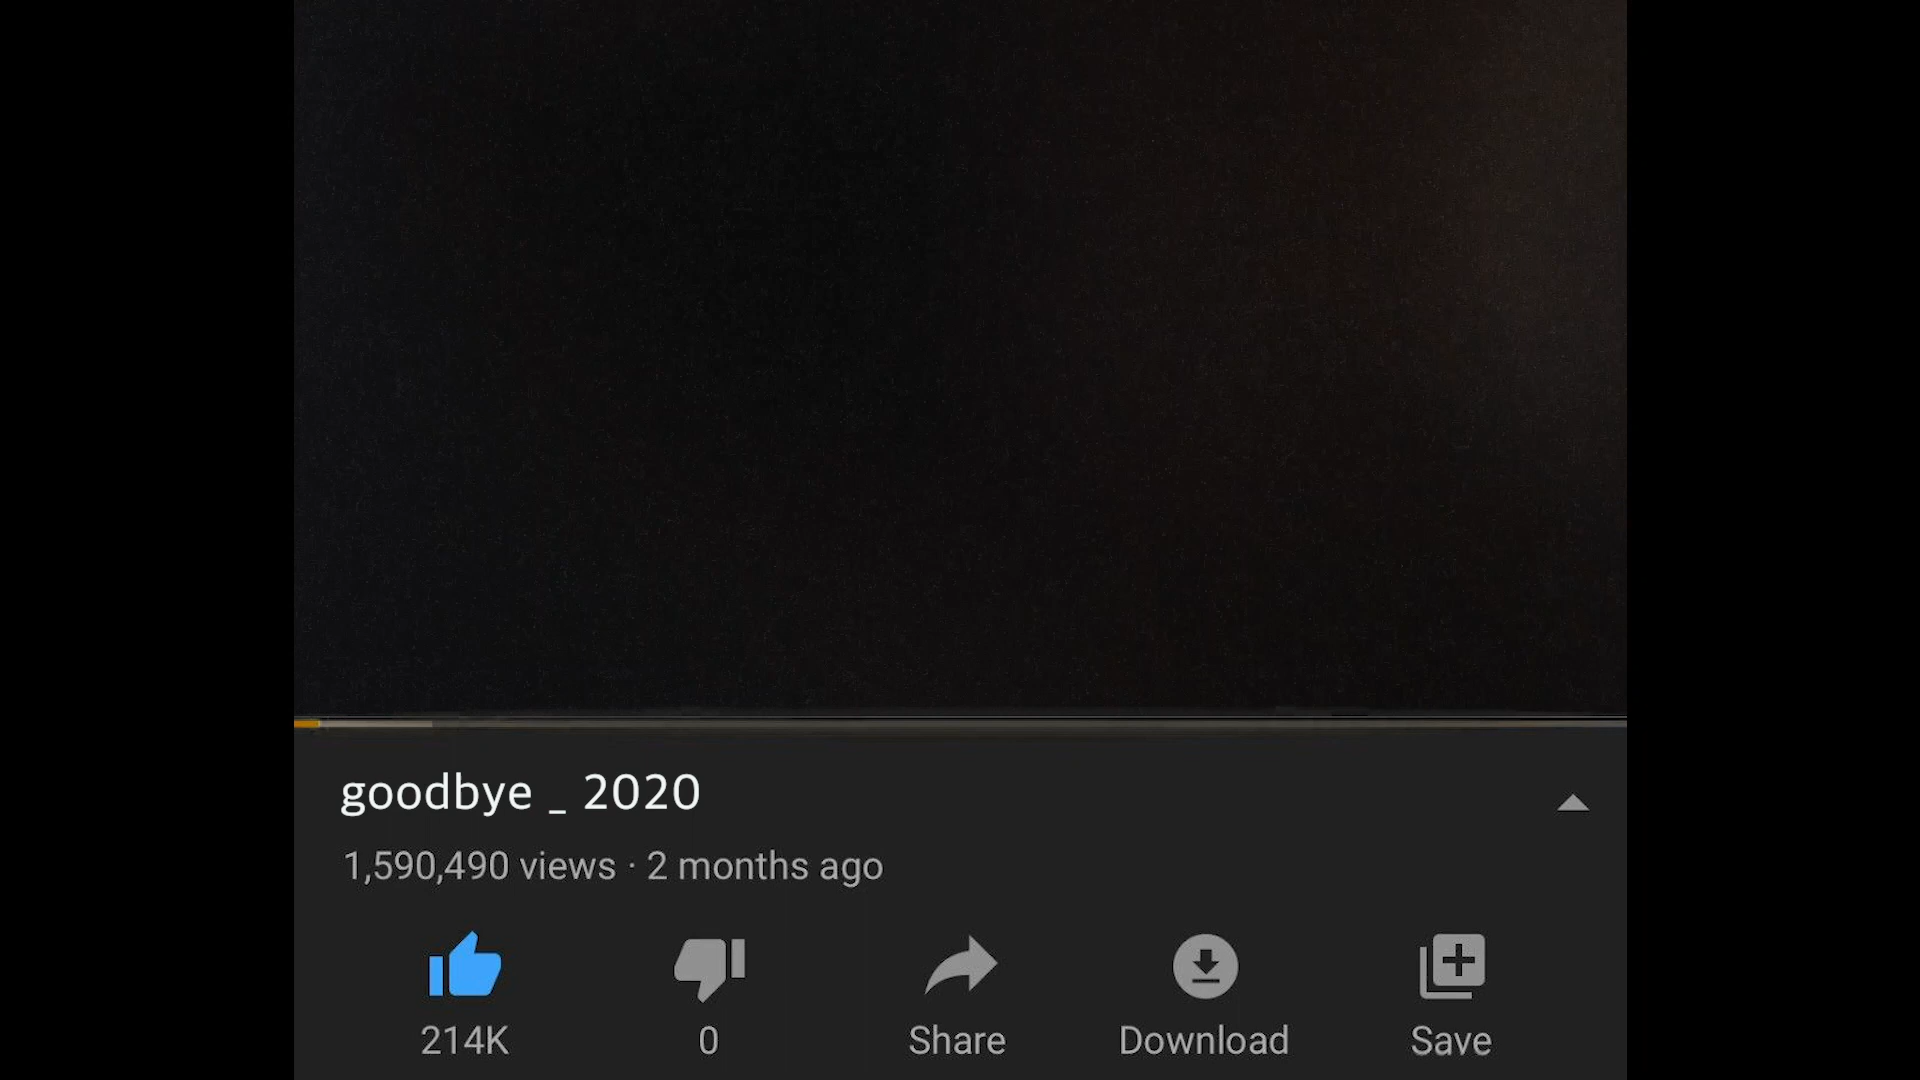 goodbye _ 2020
1,590,490 views · 2 months ago
214K
0
Share
Download
Save